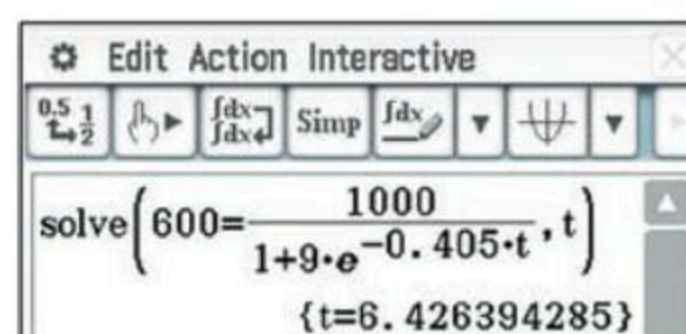 Edit Action Interactive
0.5 1/2 ∫dx ∫dx Simp ∫dx
solve(600=1000/(1+9·e^(-0.405·t),t)
{t=6.426394285}